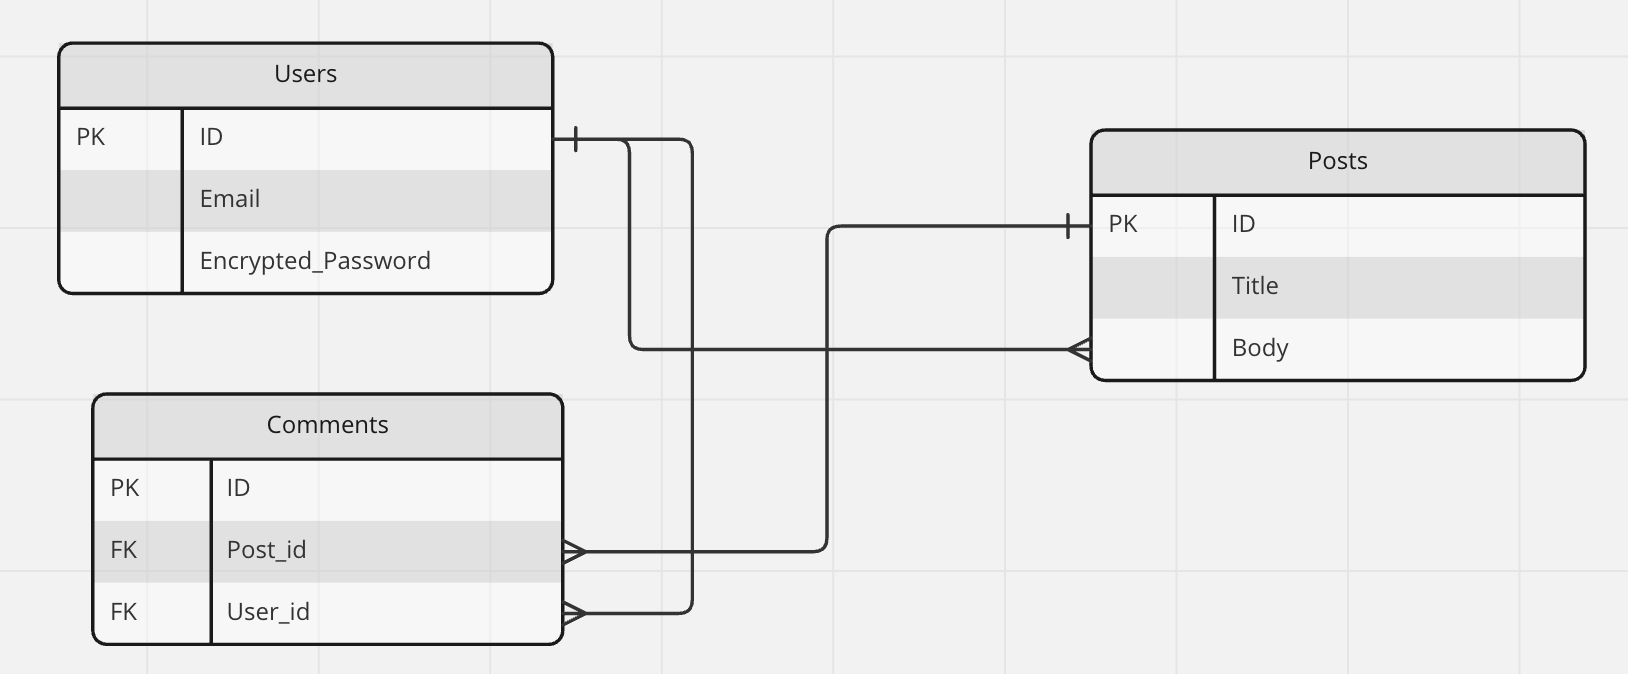 Users
PK ID
Email
Encrypted_Password
Posts
PK ID
Title
Body
Comments
PK ID
FK Post_id
FK User_id